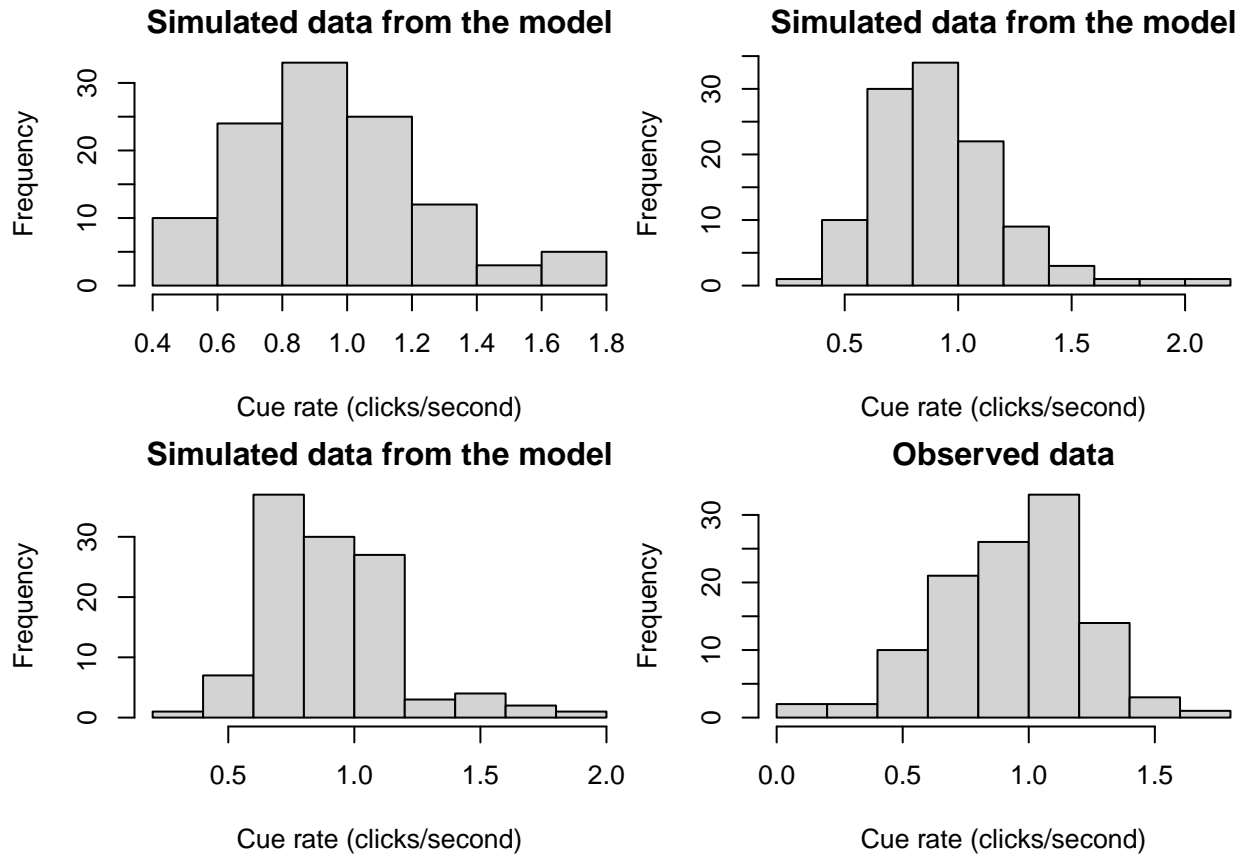 Simulated data from the model
Frequency
0 10 20 30
0.4 0.6 0.8 1.0 1.2 1.4 1.6 1.8
Cue rate (clicks/second)
Simulated data from the model
Frequency
0 10 20 30
0.5 1.0 1.5 2.0
Cue rate (clicks/second)
Simulated data from the model
Frequency
0 10 20 30
0.5 1.0 1.5 2.0
Cue rate (clicks/second)
Observed data
Frequency
0 10 20 30
0.0 0.5 1.0 1.5
Cue rate (clicks/second)